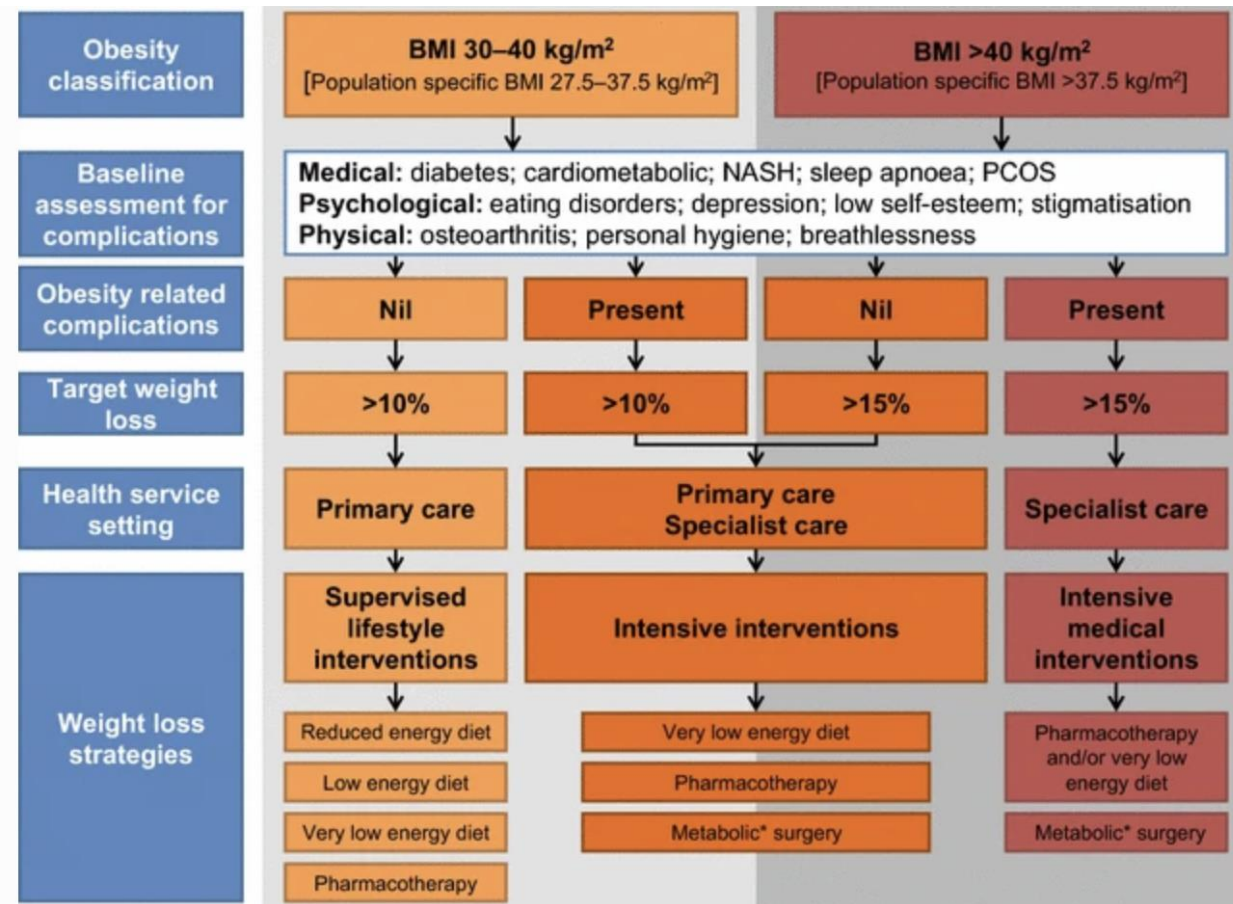 Obesity
classification
BMI 30–40 kg/m²
[Population specific BMI 27.5–37.5 kg/m²]
BMI >40 kg/m²
[Population specific BMI >37.5 kg/m²]
Baseline
assessment for
complications
Medical: diabetes; cardiometabolic; NASH; sleep apnoea; PCOS
Psychological: eating disorders; depression; low self-esteem; stigmatisation
Physical: osteoarthritis; personal hygiene; breathlessness
Obesity related
complications
Nil
Present
Nil
Present
Target weight
loss
>10%
>10%
>15%
>15%
Health service
setting
Primary care
Primary care
Specialist care
Specialist care
Weight loss
strategies
Supervised
lifestyle
interventions
Intensive interventions
Intensive
medical
interventions
Reduced energy diet
Low energy diet
Very low energy diet
Pharmacotherapy
Very low energy diet
Pharmacotherapy
Metabolic* surgery
Pharmacotherapy
and/or very low
energy diet
Metabolic* surgery